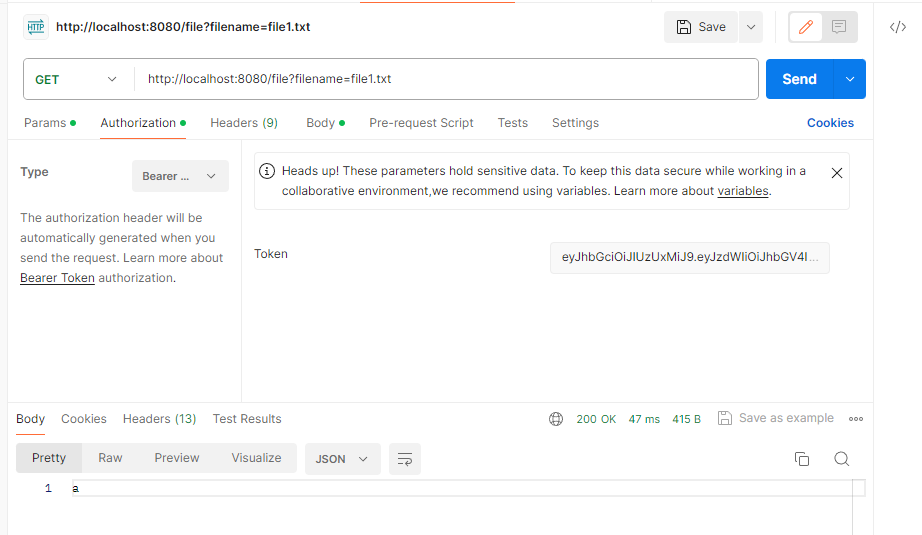 HTTP http://localhost:8080/file?filename=file1.txt Save
GET http://localhost:8080/file?filename=file1.txt Send
Params Authorization Headers (9) Body Pre-request Script Tests Settings Cookies
Type Bearer ...
The authorization header will be
automatically generated when you
send the request. Learn more about
Bearer Token authorization.
Heads up! These parameters hold sensitive data. To keep this data secure while working in a
collaborative environment,we recommend using variables. Learn more about variables.
Token eyJhbGciOiJIUzUxMiJ9.eyJzdWIiOiJhbGV4I...
Body Cookies Headers (13) Test Results 200 OK 47 ms 415 B Save as example
Pretty Raw Preview Visualize JSON
1 a